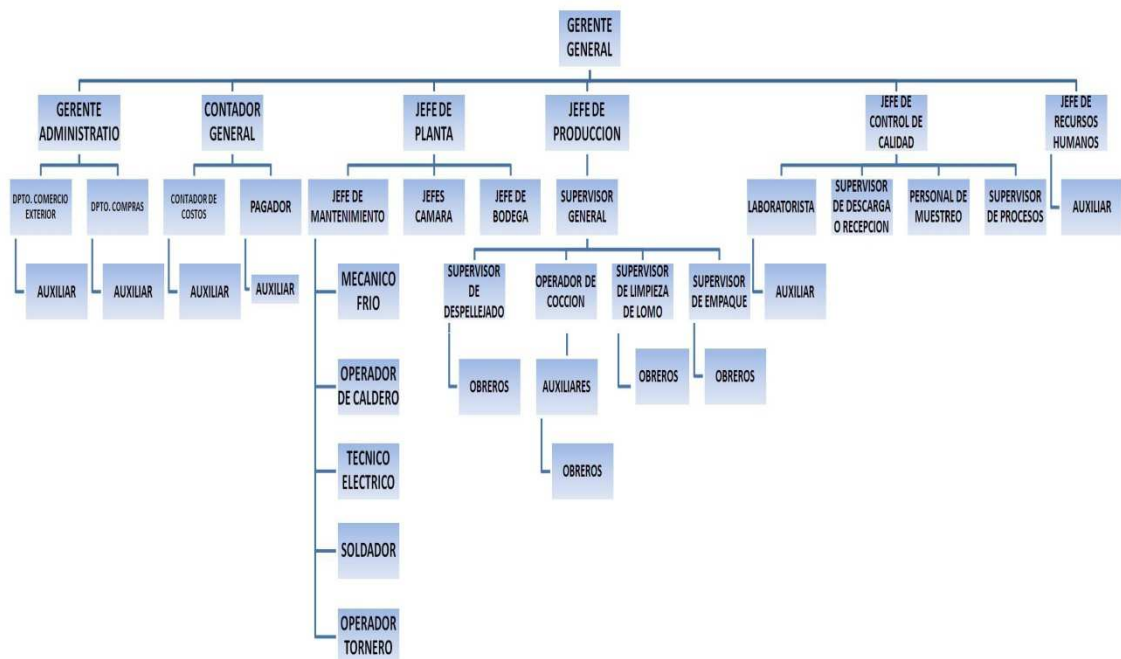 GERENTE
GENERAL
GERENTE
ADMINISTRATIO
CONTADOR
GENERAL
JEFE DE
PLANTA
JEFE DE
PRODUCCION
JEFE DE
CONTROL DE
CALIDAD
JEFE DE
RECURSOS
HUMANOS
DPTO. COMERCIO
EXTERIOR
DPTO. COMPRAS
CONTADOR DE
COSTOS
PAGADOR
JEFE DE
MANTENIMIENTO
JEFES
CAMARA
JEFE DE
BODEGA
SUPERVISOR
GENERAL
LABORATORISTA
SUPERVISOR
DE DESCARGA
O RECEPCION
PERSONAL DE
MUESTREO
SUPERVISOR
DE PROCESOS
AUXILIAR
AUXILIAR
AUXILIAR
AUXILIAR
AUXILIAR
MECANICO
FRIO
SUPERVISOR
DE
DESPELLEJADO
OPERADOR DE
COCCION
SUPERVISOR
DE LIMPIEZA
DE LOMO
SUPERVISOR
DE EMPAQUE
AUXILIAR
OPERADOR
DE CALDERO
OBREROS
AUXILIARES
OBREROS
OBREROS
TECNICO
ELECTRICO
OBREROS
SOLDADOR
OPERADOR
TORNERO